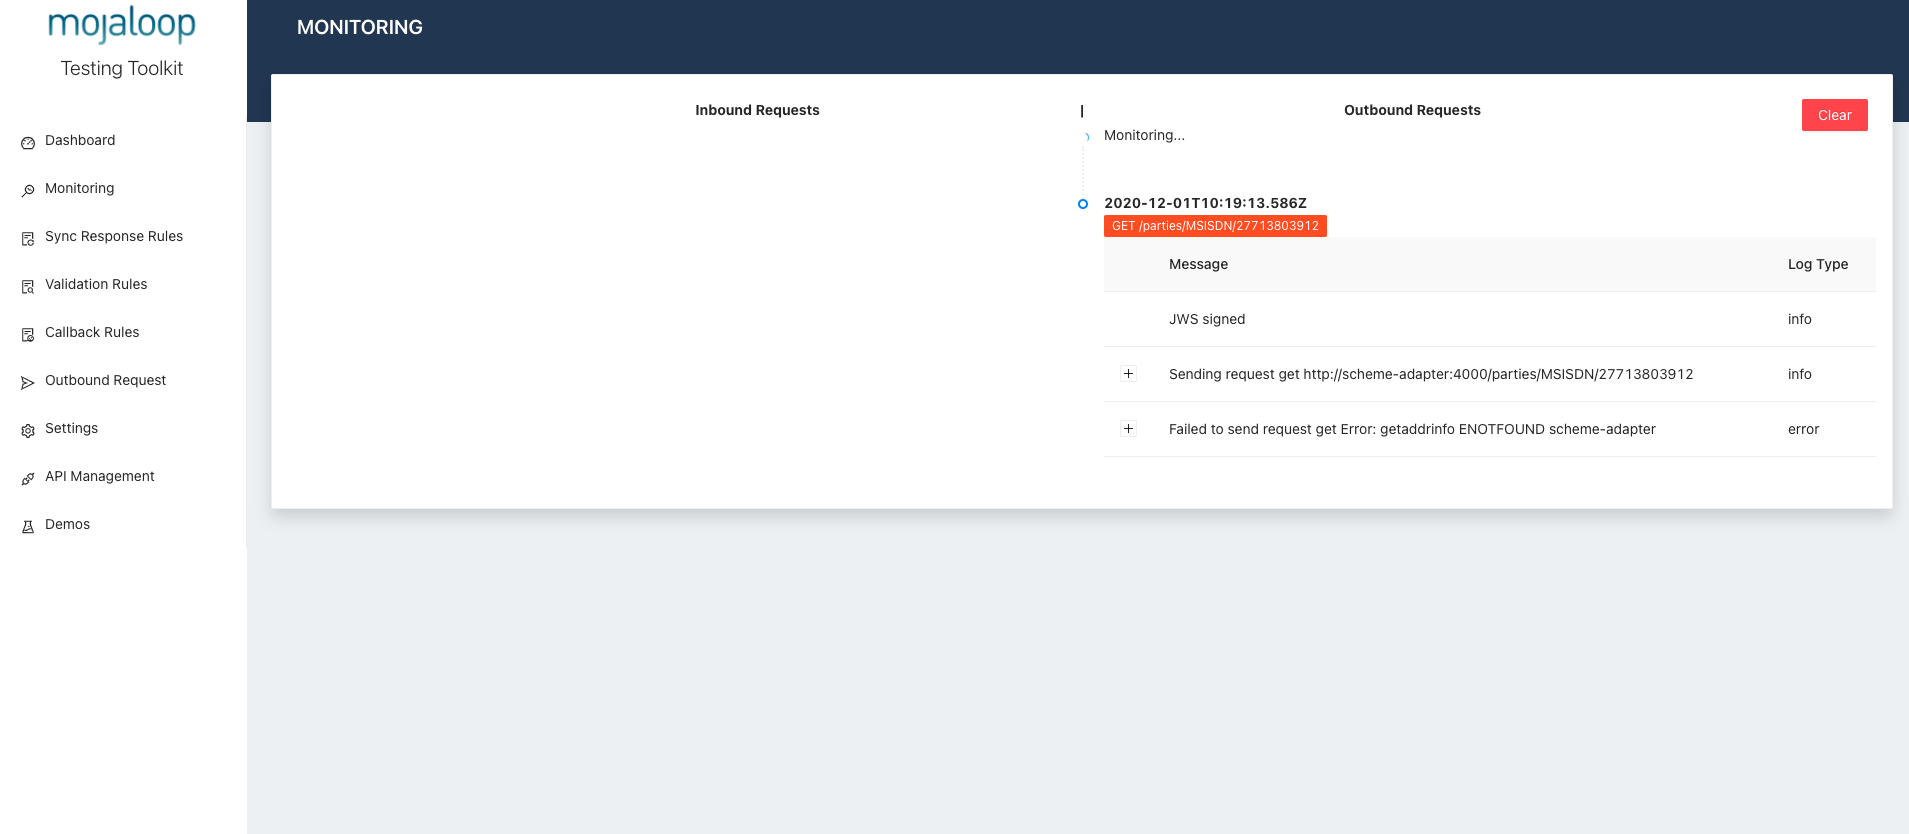 mojaloop
Testing Toolkit
Dashboard
Monitoring
Sync Response Rules
Validation Rules
Callback Rules
Outbound Request
Settings
API Management
Demos
MONITORING
Inbound Requests
Outbound Requests
Clear
Monitoring...
2020-12-01T10:19:13.586Z
GET /parties/MSISDN/27713803912
Message Log Type
JWS signed info
Sending request get http://scheme-adapter:4000/parties/MSISDN/27713803912 info
Failed to send request get Error: getaddrinfo ENOTFOUND scheme-adapter error